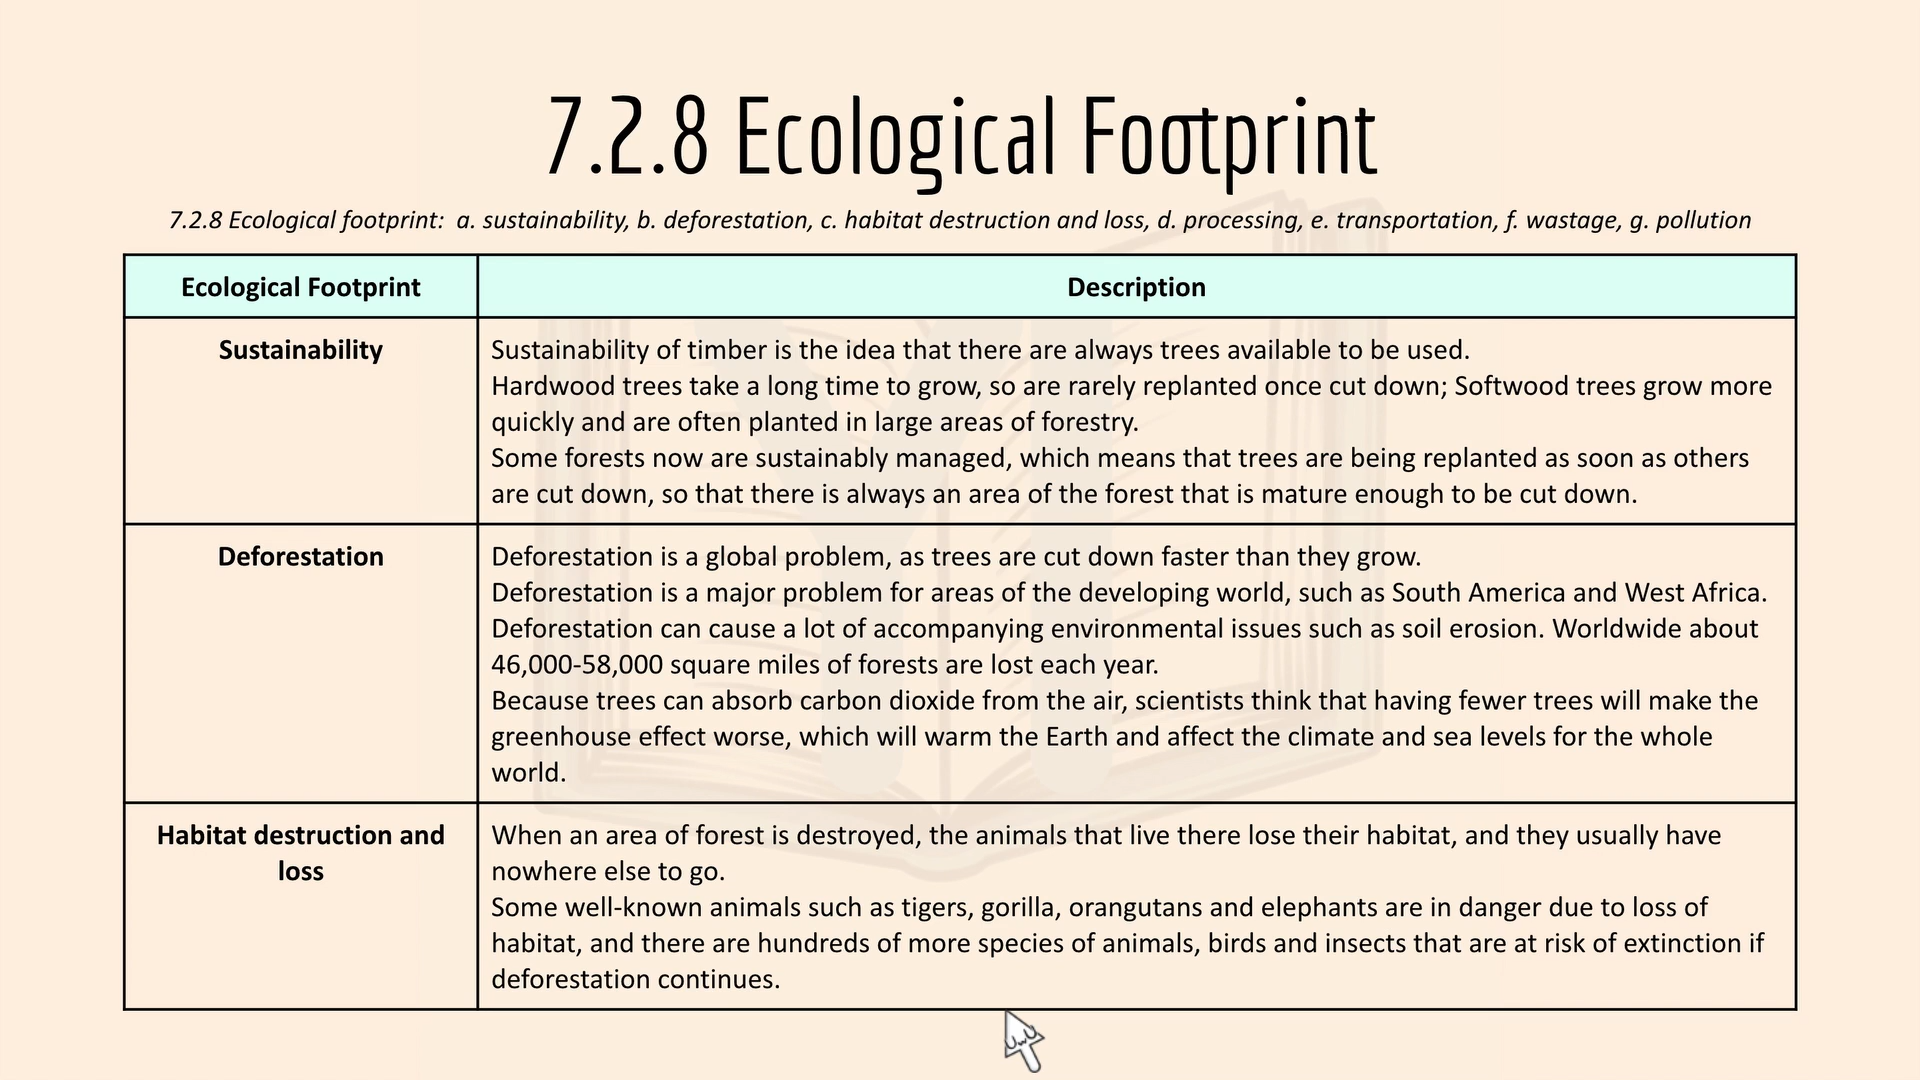 7.2.8 Ecological Footprint
7.2.8 Ecological footprint:  a. sustainability, b. deforestation, c. habitat destruction and loss, d. processing, e. transportation, f. wastage, g. pollution
Ecological Footprint
Description
Sustainability
Sustainability of timber is the idea that there are always trees available to be used.
Hardwood trees take a long time to grow, so are rarely replanted once cut down; Softwood trees grow more
quickly and are often planted in large areas of forestry.
Some forests now are sustainably managed, which means that trees are being replanted as soon as others
are cut down, so that there is always an area of the forest that is mature enough to be cut down.
Deforestation
Deforestation is a global problem, as trees are cut down faster than they grow.
Deforestation is a major problem for areas of the developing world, such as South America and West Africa.
Deforestation can cause a lot of accompanying environmental issues such as soil erosion. Worldwide about
46,000-58,000 square miles of forests are lost each year.
Because trees can absorb carbon dioxide from the air, scientists think that having fewer trees will make the
greenhouse effect worse, which will warm the Earth and affect the climate and sea levels for the whole
world.
Habitat destruction and
loss
When an area of forest is destroyed, the animals that live there lose their habitat, and they usually have
nowhere else to go.
Some well-known animals such as tigers, gorilla, orangutans and elephants are in danger due to loss of
habitat, and there are hundreds of more species of animals, birds and insects that are at risk of extinction if
deforestation continues.
UwU